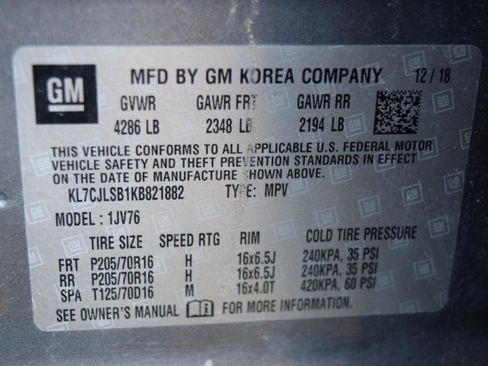 GM MFD BY GM KOREA COMPANY 12/18
GVWR GAWR FRT GAWR RR
4286 LB 2348 LB 2194 LB
THIS VEHICLE CONFORMS TO ALL APPLICABLE U.S. FEDERAL MOTOR
VEHICLE SAFETY AND THEFT PREVENTION STANDARDS IN EFFECT
ON THE DATE OF MANUFACTURE SHOWN ABOVE.
KL7CJLSB1KB821882 TYPE: MPV
MODEL : 1JV76
TIRE SIZE SPEED RTG RIM COLD TIRE PRESSURE
FRT P205/70R16 H 16x6.5J 240KPA, 35 PSI
RR P205/70R16 H 16x6.5J 240KPA, 35 PSI
SPA T125/70D16 M 16x4.0T 420KPA, 60 PSI
SEE OWNER'S MANUAL FOR MORE INFORMATION